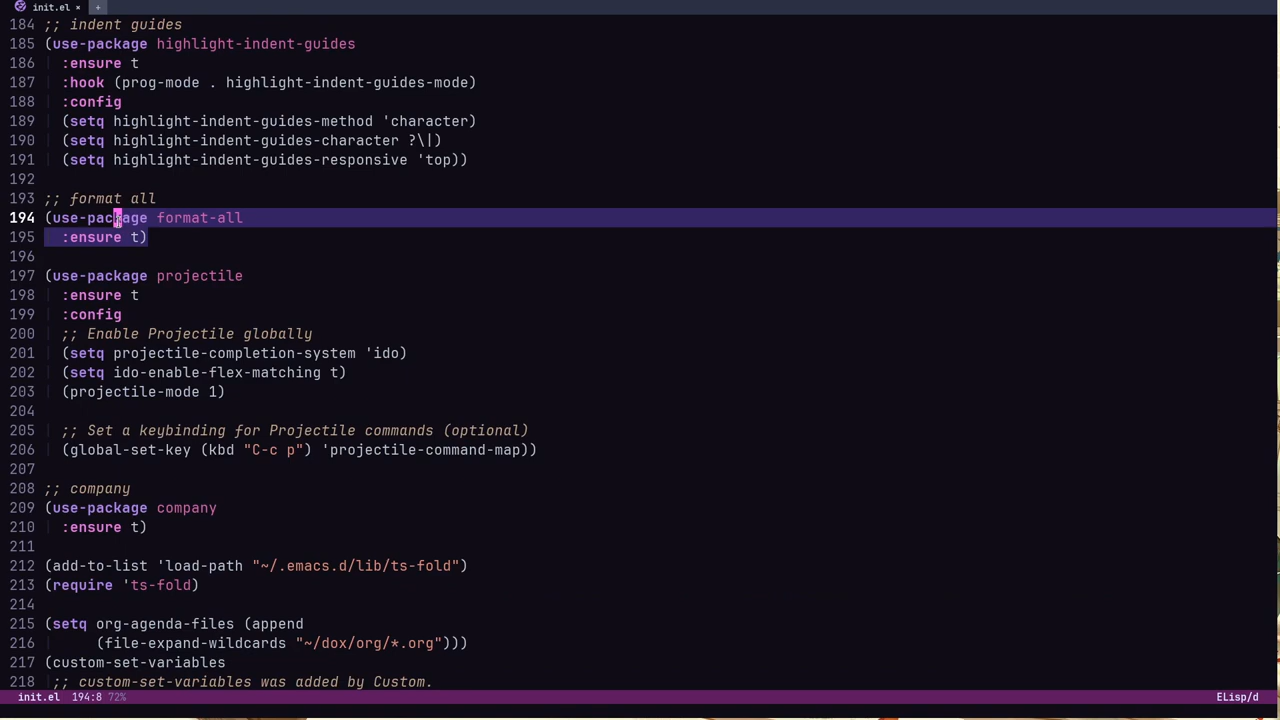 init.el × +
184 ;; indent guides
185 (use-package highlight-indent-guides
186   :ensure t
187   :hook (prog-mode . highlight-indent-guides-mode)
188   :config
189   (setq highlight-indent-guides-method 'character)
190   (setq highlight-indent-guides-character ?\|)
191   (setq highlight-indent-guides-responsive 'top))
192
193 ;; format all
194 (use-package format-all
195   :ensure t)
196
197 (use-package projectile
198   :ensure t
199   :config
200   ;; Enable Projectile globally
201   (setq projectile-completion-system 'ido)
202   (setq ido-enable-flex-matching t)
203   (projectile-mode 1)
204
205   ;; Set a keybinding for Projectile commands (optional)
206   (global-set-key (kbd "C-c p") 'projectile-command-map))
207
208 ;; company
209 (use-package company
210   :ensure t)
211
212 (add-to-list 'load-path "~/.emacs.d/lib/ts-fold")
213 (require 'ts-fold)
214
215 (setq org-agenda-files (append
216       (file-expand-wildcards "~/dox/org/*.org")))
217 (custom-set-variables
218  ;; custom-set-variables was added by Custom.
init.el 194:8 72% ELisp/d